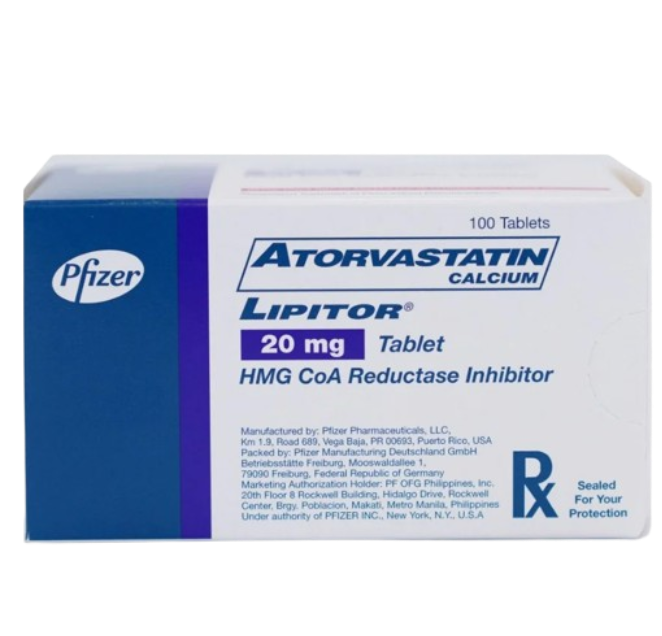 Pfizer
100 Tablets
ATORVASTATIN
CALCIUM
LIPITOR®
20 mg Tablet
HMG CoA Reductase Inhibitor
Manufactured by: Pfizer Pharmaceuticals, LLC,
Km 1.9, Road 689, Vega Baja, PR 00693, Puerto Rico, USA
Packed by: Pfizer Manufacturing Deutschland GmbH
Betriebsstätte Freiburg, Mooswaldallee 1,
79090 Freiburg, Federal Republic of Germany
Marketing Authorization Holder: PF OFG Philippines, Inc.
20th Floor 8 Rockwell Building, Hidalgo Drive, Rockwell
Center, Brgy. Poblacion, Makati, Metro Manila, Philippines
Under authority of PFIZER INC., New York, N.Y., U.S.A
Rx
Sealed
For Your
Protection